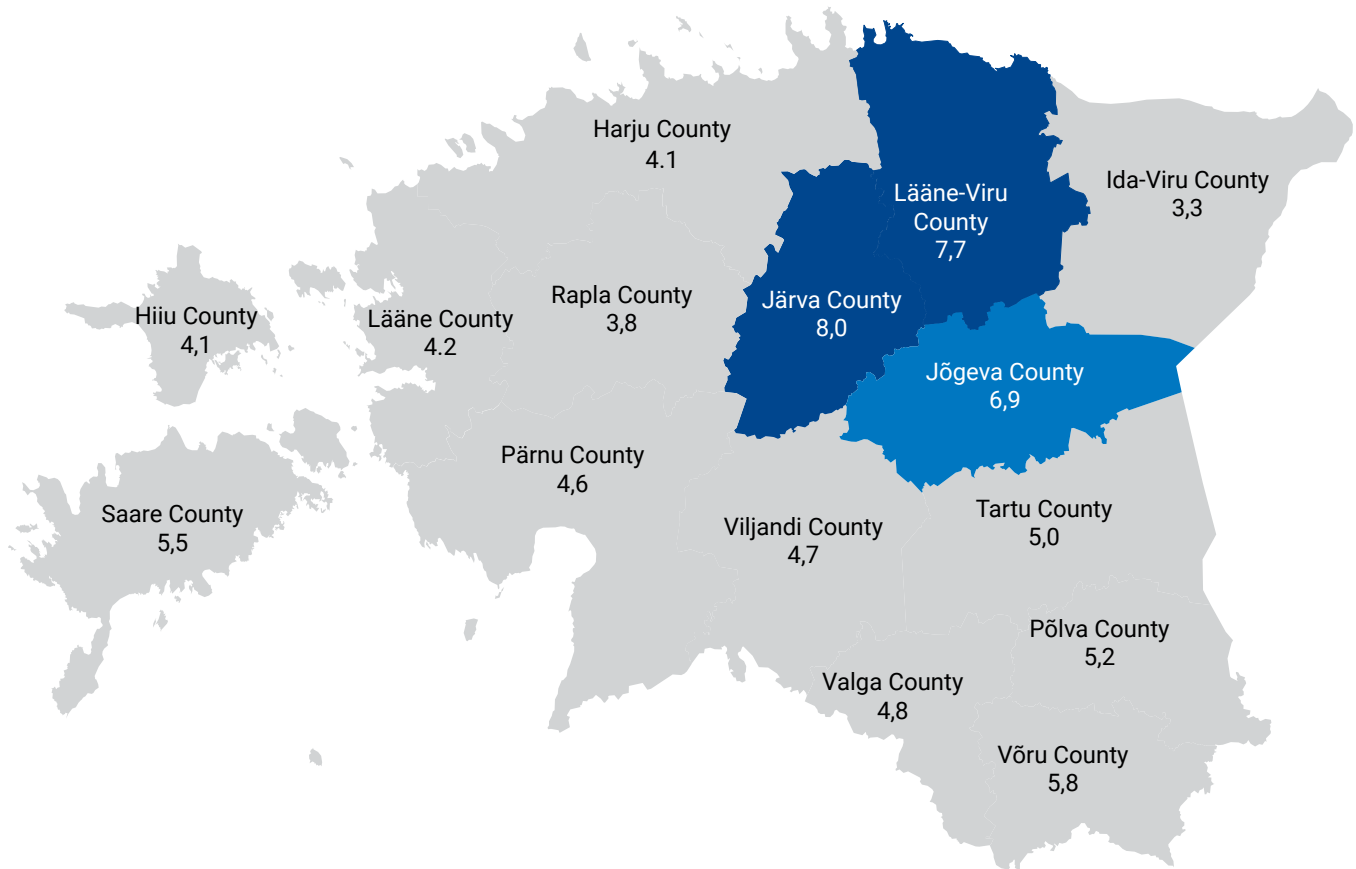 Harju County
4.1
Lääne-Viru
County
7,7
Ida-Viru County
3,3
Hiiu County
4,1
Lääne County
4.2
Rapla County
3,8
Järva County
8,0
Jõgeva County
6,9
Saare County
5,5
Pärnu County
4,6
Viljandi County
4,7
Tartu County
5,0
Põlva County
5,2
Valga County
4,8
Võru County
5,8